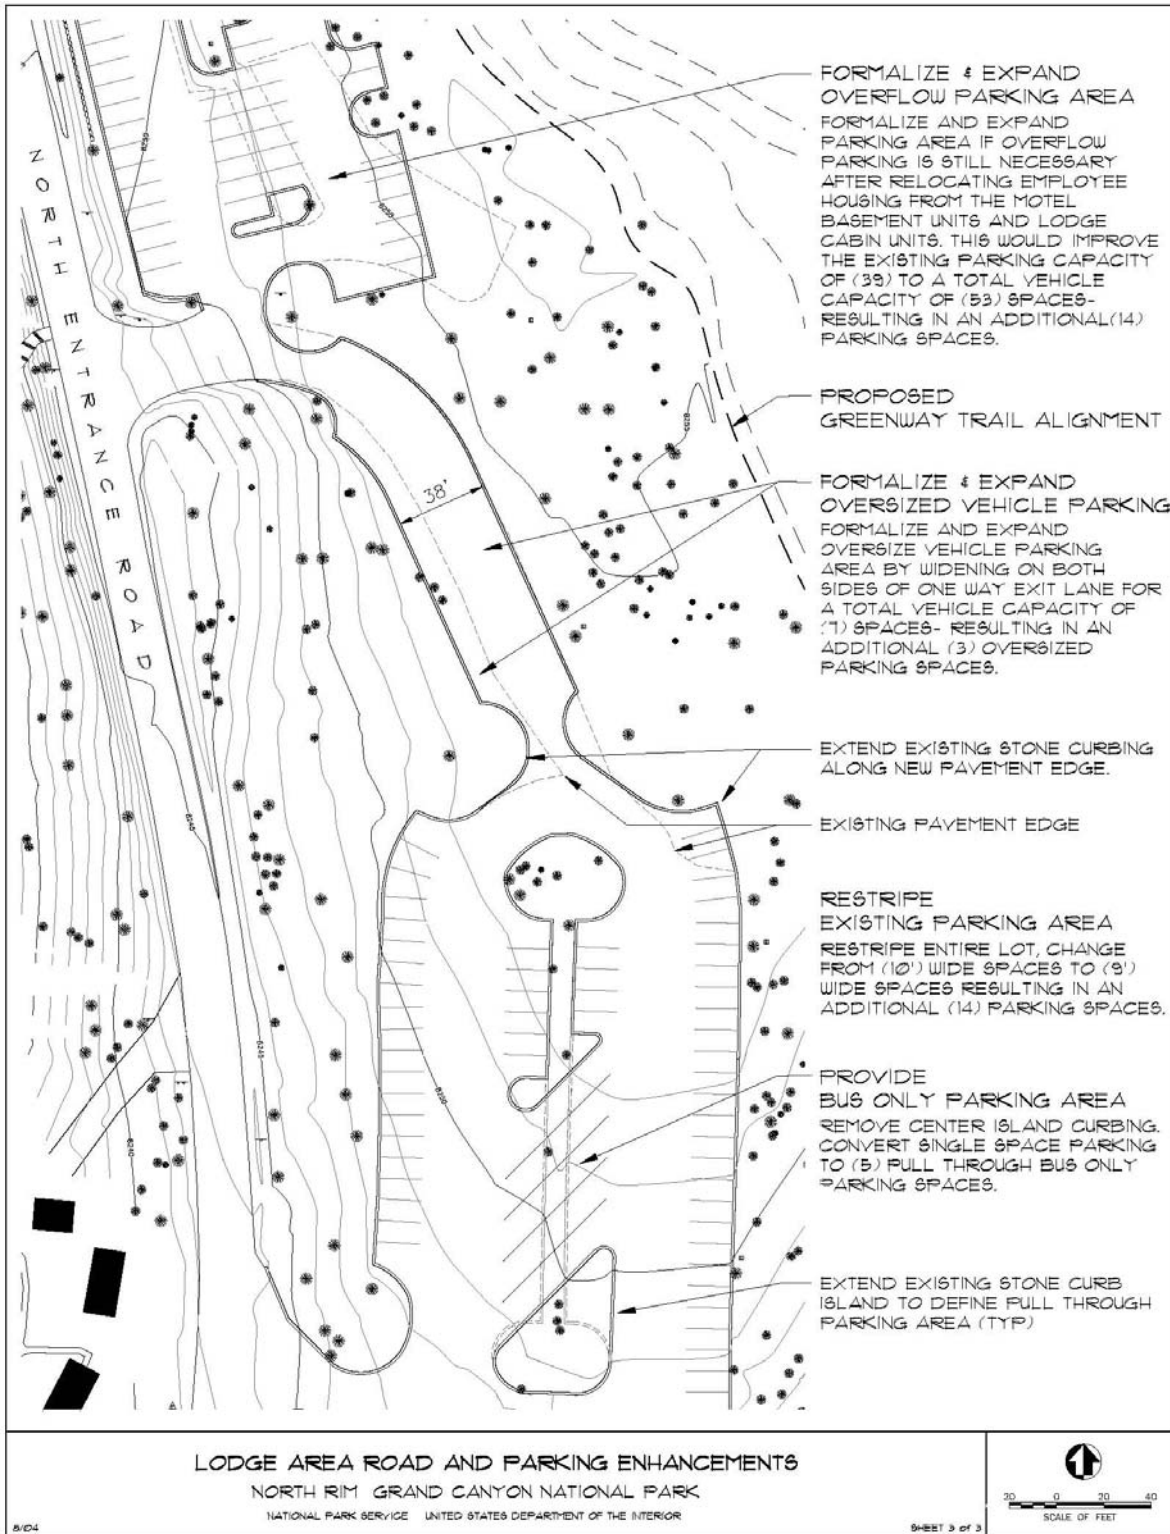 FORMALIZE & EXPAND
OVERFLOW PARKING AREA
FORMALIZE AND EXPAND
PARKING AREA IF OVERFLOW
PARKING IS STILL NECESSARY
AFTER RELOCATING EMPLOYEE
HOUSING FROM THE MOTEL
BASEMENT UNITS AND LODGE
CABIN UNITS. THIS WOULD IMPROVE
THE EXISTING PARKING CAPACITY
OF (39) TO A TOTAL VEHICLE
CAPACITY OF (53) SPACES-
RESULTING IN AN ADDITIONAL(14)
PARKING SPACES.
PROPOSED
GREENWAY TRAIL ALIGNMENT
FORMALIZE & EXPAND
OVERSIZED VEHICLE PARKING
FORMALIZE AND EXPAND
OVERSIZE VEHICLE PARKING
AREA BY WIDENING ON BOTH
SIDES OF ONE WAY EXIT LANE FOR
A TOTAL VEHICLE CAPACITY OF
(7) SPACES- RESULTING IN AN
ADDITIONAL (3) OVERSIZED
PARKING SPACES.
EXTEND EXISTING STONE CURBING
ALONG NEW PAVEMENT EDGE.
EXISTING PAVEMENT EDGE
RESTRIPE
EXISTING PARKING AREA
RESTRIPE ENTIRE LOT, CHANGE
FROM (10') WIDE SPACES TO (9')
WIDE SPACES RESULTING IN AN
ADDITIONAL (14) PARKING SPACES.
PROVIDE
BUS ONLY PARKING AREA
REMOVE CENTER ISLAND CURBING.
CONVERT SINGLE SPACE PARKING
TO (5) PULL THROUGH BUS ONLY
PARKING SPACES.
EXTEND EXISTING STONE CURB
ISLAND TO DEFINE PULL THROUGH
PARKING AREA (TYP)
NORTH ENTRANCE ROAD
38'
8250
8255
8245
8245
8250
8240
LODGE AREA ROAD AND PARKING ENHANCEMENTS
NORTH RIM GRAND CANYON NATIONAL PARK
NATIONAL PARK SERVICE UNITED STATES DEPARTMENT OF THE INTERIOR
8/04
SHEET 3 of 3
20 0 20 40
SCALE OF FEET